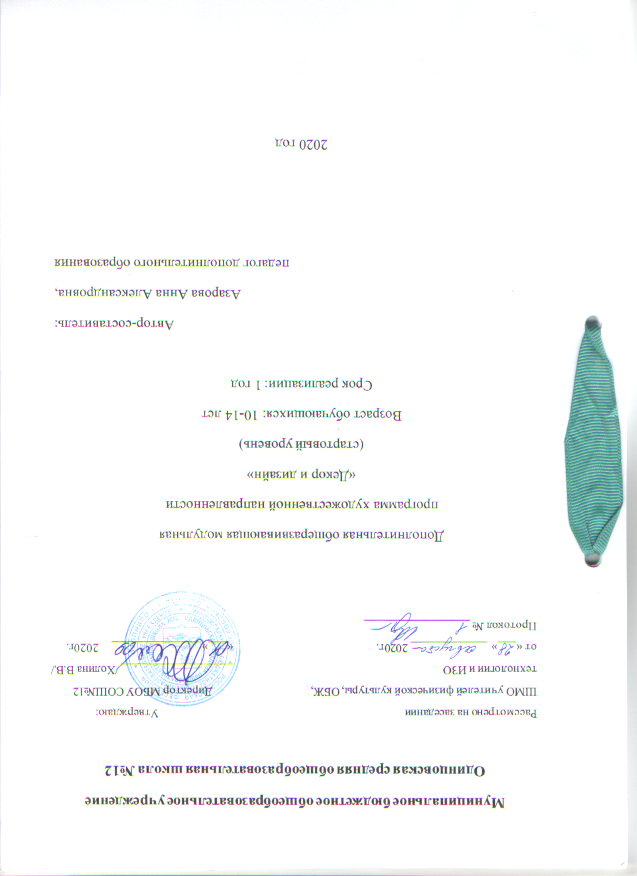 Муниципальное бюджетное общеобразовательное учреждение
Одинцовская средняя общеобразовательная школа №12
Рассмотрено на заседании
ШМО учителей физической культуры, ОБЖ,
технологии и ИЗО
от «28» августа 2020г.
Протокол № 1
Утверждаю:
Директор МБОУ СОШ№12
/Холина В.В./
2020г.
Дополнительная общеразвивающая модульная
программа художественной направленности
«Декор и дизайн»
(стартовый уровень)
Возраст обучающихся: 10-14 лет
Срок реализации: 1 год
Автор-составитель:
Азарова Анна Александровна,
педагог дополнительного образования
2020 год